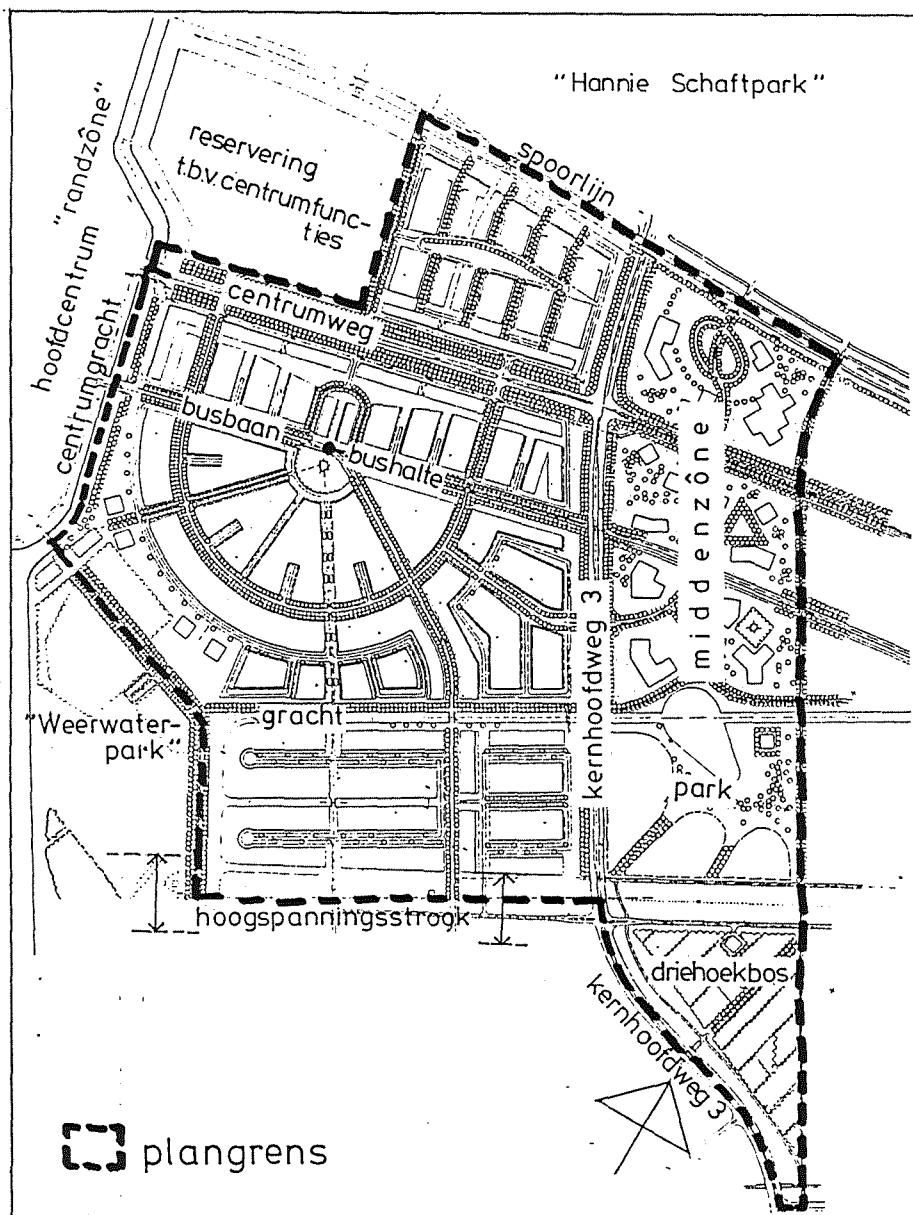 "Hannie Schaftpark"
"randzône"
hoofdcentrum
centrumgracht
reservering
t.b.v. centrumfunc-
ties
spoorlijn
centrumweg
busbaan
bushalte
middenzône
kernhoofdweg 3
gracht
"Weerwater-
park"
park
hoogspanningsstrook
driehoekbos
kernhoofdweg 3
plangrens